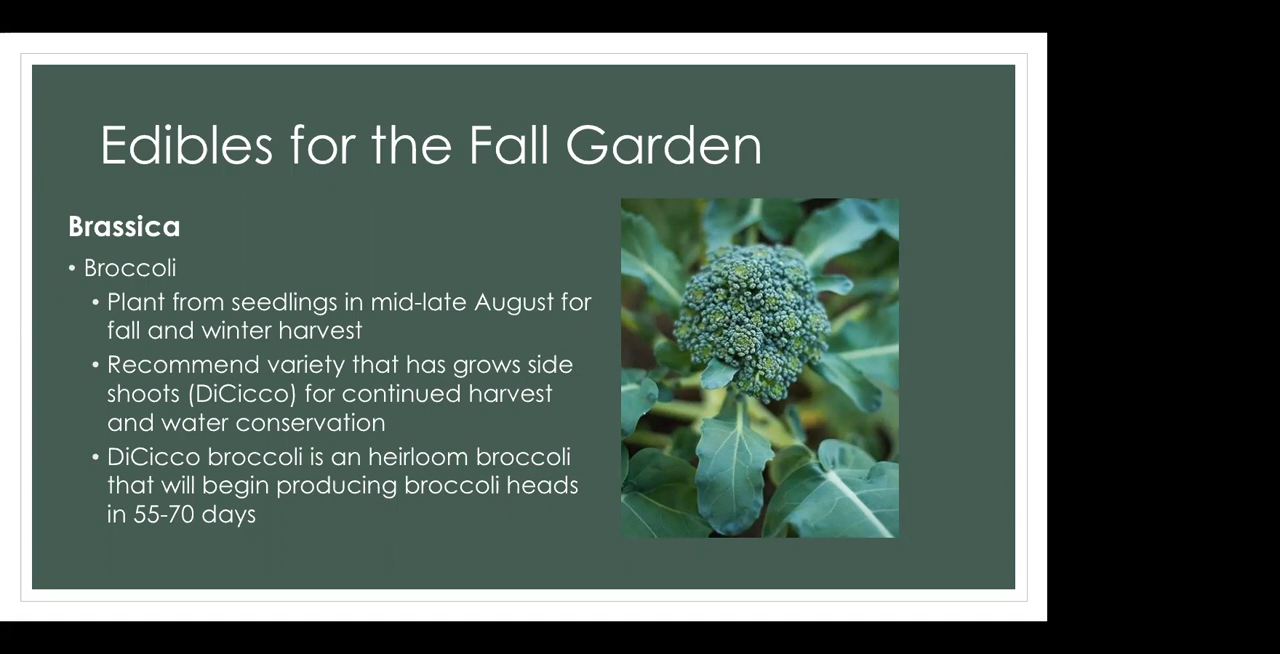 Edibles for the Fall Garden
Brassica
• Broccoli
• Plant from seedlings in mid-late August for
fall and winter harvest
• Recommend variety that has grows side
shoots (DiCicco) for continued harvest
and water conservation
• DiCicco broccoli is an heirloom broccoli
that will begin producing broccoli heads
in 55-70 days